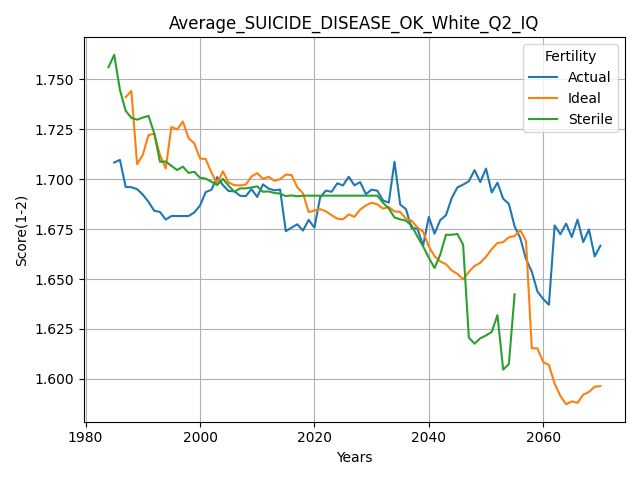 Average_SUICIDE_DISEASE_OK_White_Q2_IQ
Fertility
Actual
Ideal
Sterile
Score(1-2)
1.750
1.725
1.700
1.675
1.650
1.625
1.600
1980
2000
2020
2040
2060
Years